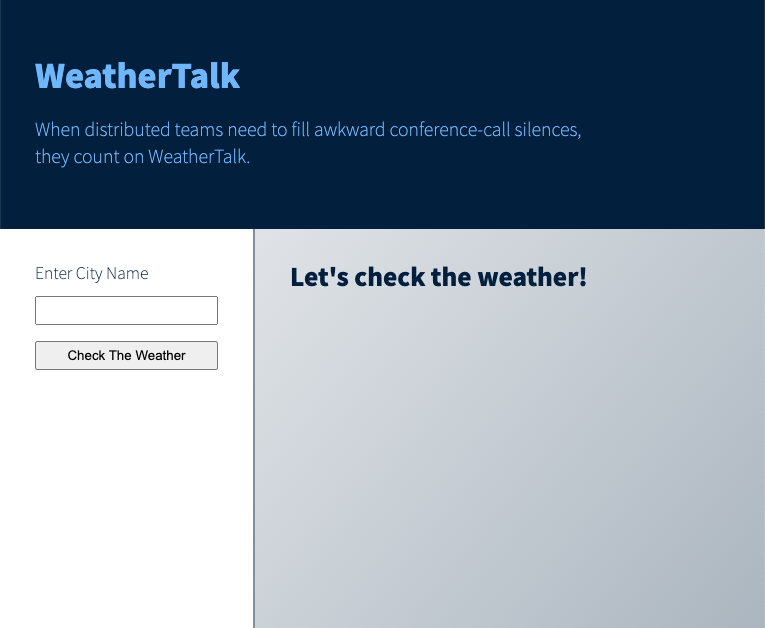 WeatherTalk
When distributed teams need to fill awkward conference-call silences,
they count on WeatherTalk.
Enter City Name
Let's check the weather!
Check The Weather